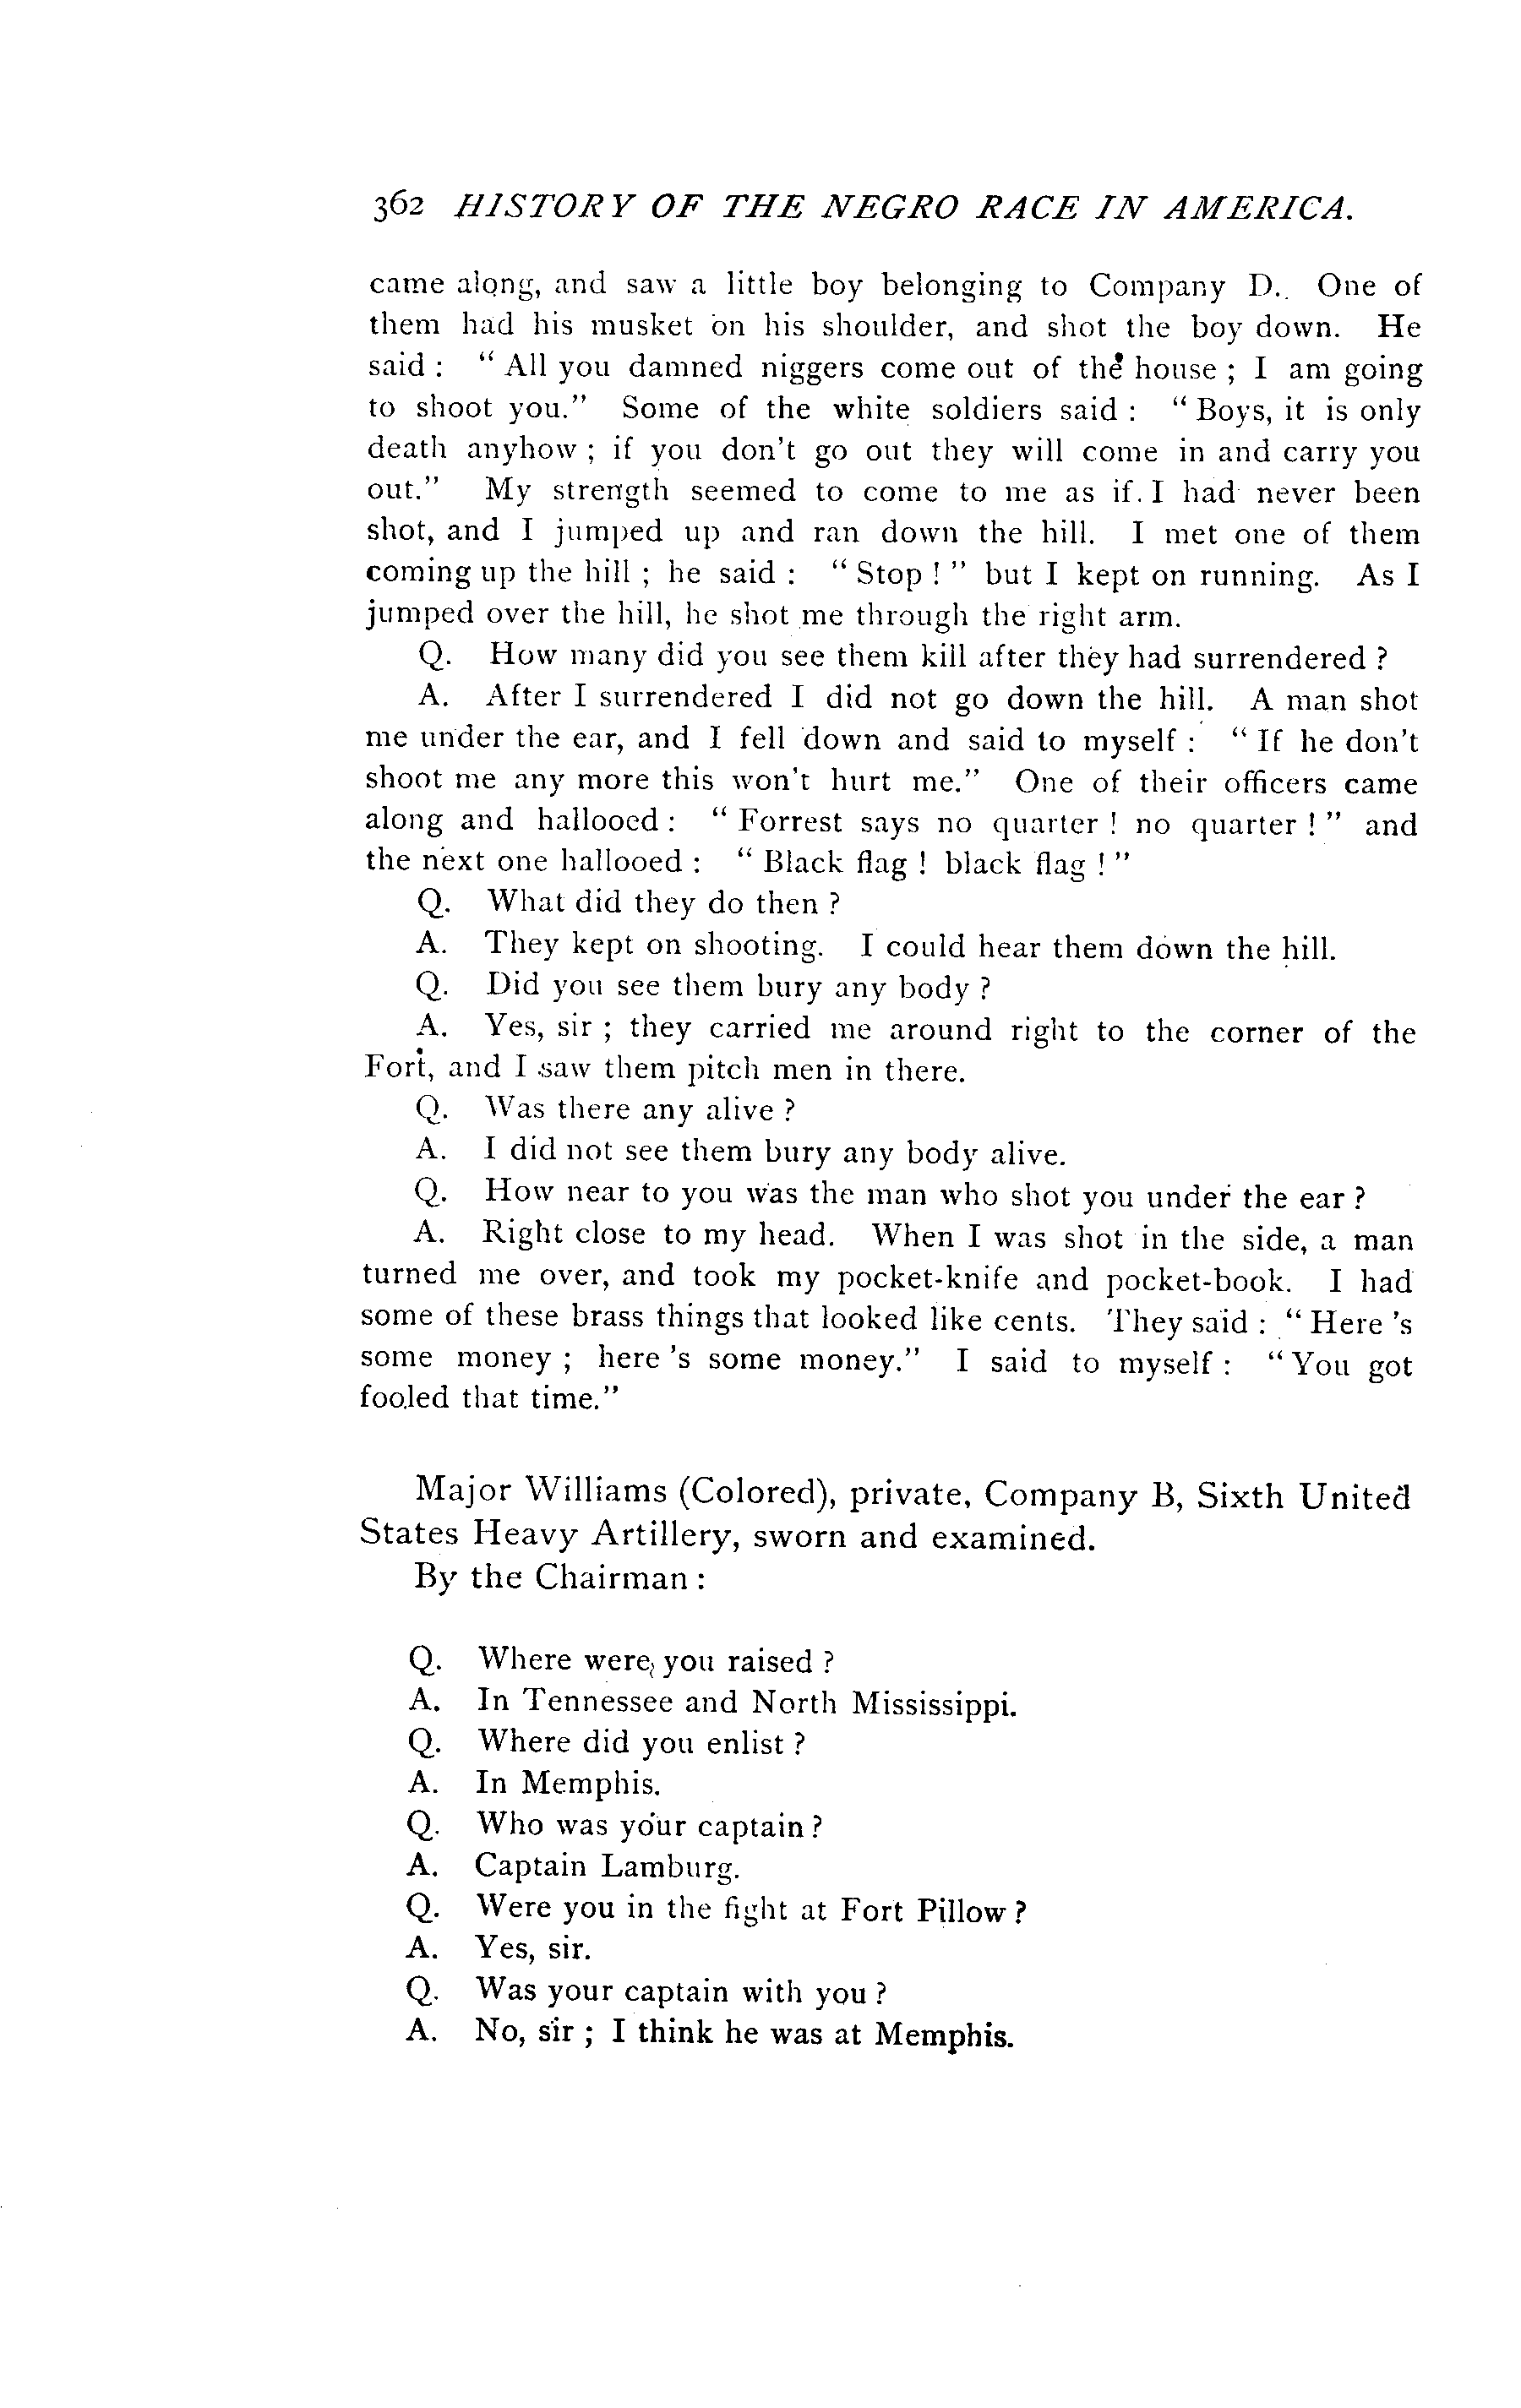 362 HISTORY OF THE NEGRO RACE IN AMERICA.
came along, and saw a little boy belonging to Company D. One of
them had his musket on his shoulder, and shot the boy down. He
said : " All you damned niggers come out of the house ; I am going
to shoot you." Some of the white soldiers said : " Boys, it is only
death anyhow ; if you don't go out they will come in and carry you
out." My strength seemed to come to me as if I had never been
shot, and I jumped up and ran down the hill. I met one of them
coming up the hill ; he said : " Stop ! " but I kept on running. As I
jumped over the hill, he shot me through the right arm.
Q. How many did you see them kill after they had surrendered ?
A. After I surrendered I did not go down the hill. A man shot
me under the ear, and I fell down and said to myself : " If he don't
shoot me any more this won't hurt me." One of their officers came
along and hallooed : " Forrest says no quarter ! no quarter ! " and
the next one hallooed : " Black flag ! black flag ! "
Q. What did they do then ?
A. They kept on shooting. I could hear them down the hill.
Q. Did you see them bury any body ?
A. Yes, sir ; they carried me around right to the corner of the
Fort, and I saw them pitch men in there.
Q. Was there any alive ?
A. I did not see them bury any body alive.
Q. How near to you was the man who shot you under the ear ?
A. Right close to my head. When I was shot in the side, a man
turned me over, and took my pocket-knife and pocket-book. I had
some of these brass things that looked like cents. They said : " Here 's
some money ; here 's some money." I said to myself : " You got
fooled that time."
Major Williams (Colored), private, Company B, Sixth United
States Heavy Artillery, sworn and examined.
By the Chairman :
Q. Where were you raised ?
A. In Tennessee and North Mississippi.
Q. Where did you enlist ?
A. In Memphis.
Q. Who was your captain ?
A. Captain Lamburg.
Q. Were you in the fight at Fort Pillow ?
A. Yes, sir.
Q. Was your captain with you ?
A. No, sir ; I think he was at Memphis.